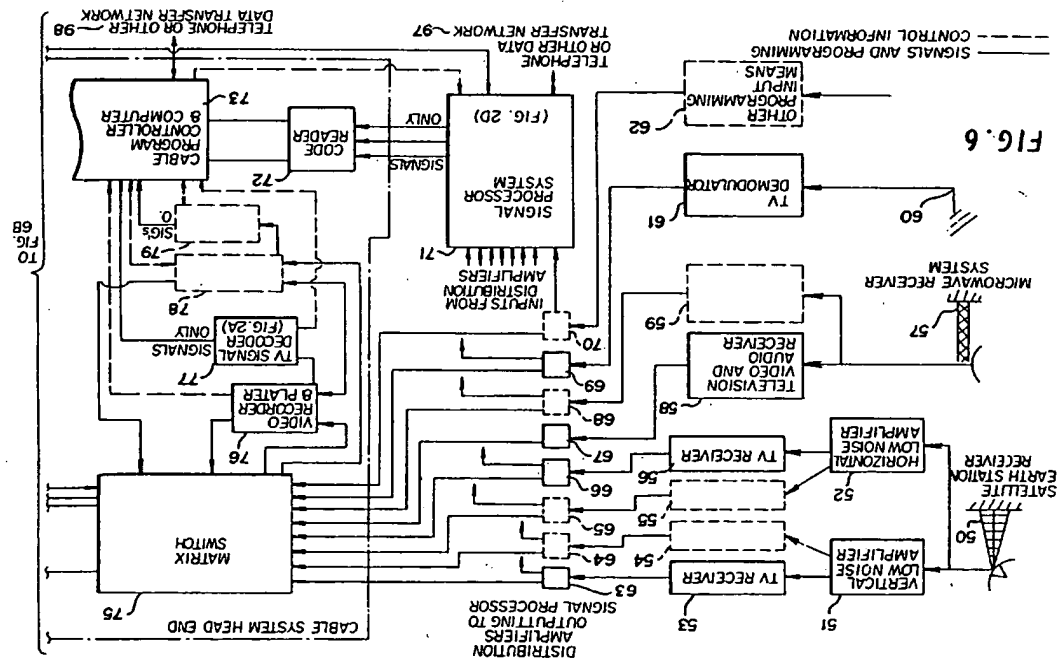 TELEPHONE OR OTHER
DATA TRANSFER NETWORK
98
TELEPHONE
OR OTHER DATA
TRANSFER NETWORK
97
SIGNALS AND PROGRAMMING
CONTROL INFORMATION
FIG. 6
OTHER
PROGRAMMING
INPUT
MEANS
62
TV
DEMODULATOR
61
60
SIGNAL
PROCESSOR
SYSTEM
(FIG. 2D)
71
SIGNALS
ONLY
CODE
READER
72
CABLE
PROGRAM
CONTROLLER
& COMPUTER
73
O.
SIG's
79
78
INPUTS FROM
DISTRIBUTION
AMPLIFIERS
TV SIGNAL
DECODER
(FIG. 2A)
77
SIGNALS
ONLY
VIDEO
RECORDER
& PLAYER
76
MICROWAVE RECEIVER
SYSTEM
57
59
TELEVISION
VIDEO AND
AUDIO
RECEIVER
58
70
69
68
67
66
65
64
63
SATELLITE
EARTH STATION
RECEIVER
50
HORIZONTAL
LOW NOISE
AMPLIFIER
52
TV RECEIVER
56
55
54
VERTICAL
LOW NOISE
AMPLIFIER
51
TV RECEIVER
53
DISTRIBUTION
AMPLIFIERS
OUTPUTTING TO
SIGNAL PROCESSOR
MATRIX
SWITCH
75
CABLE SYSTEM HEAD END
TO
FIG.
6B